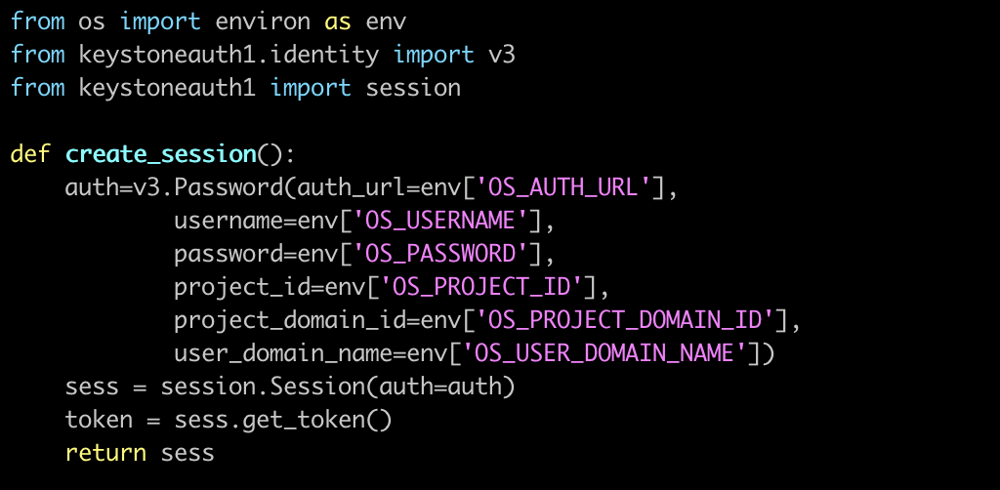 from os import environ as env
from keystoneauth1.identity import v3
from keystoneauth1 import session

def create_session():
    auth=v3.Password(auth_url=env['OS_AUTH_URL'],
            username=env['OS_USERNAME'],
            password=env['OS_PASSWORD'],
            project_id=env['OS_PROJECT_ID'],
            project_domain_id=env['OS_PROJECT_DOMAIN_ID'],
            user_domain_name=env['OS_USER_DOMAIN_NAME'])
    sess = session.Session(auth=auth)
    token = sess.get_token()
    return sess